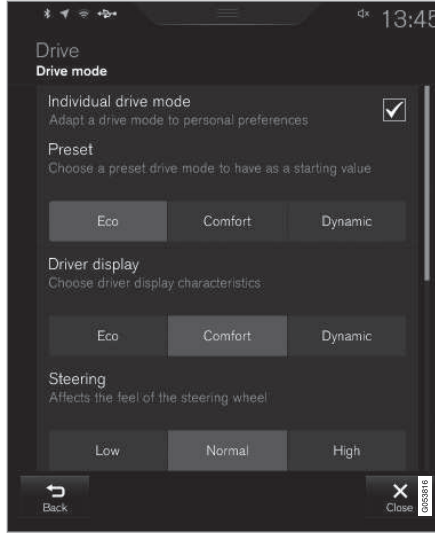 13:45
Drive
Drive mode
Individual drive mode
Adapt a drive mode to personal preferences
Preset
Choose a preset drive mode to have as a starting value
Eco Comfort Dynamic
Driver display
Choose driver display characteristics
Eco Comfort Dynamic
Steering
Affects the feel of the steering wheel
Low Normal High
Back Close
G053816